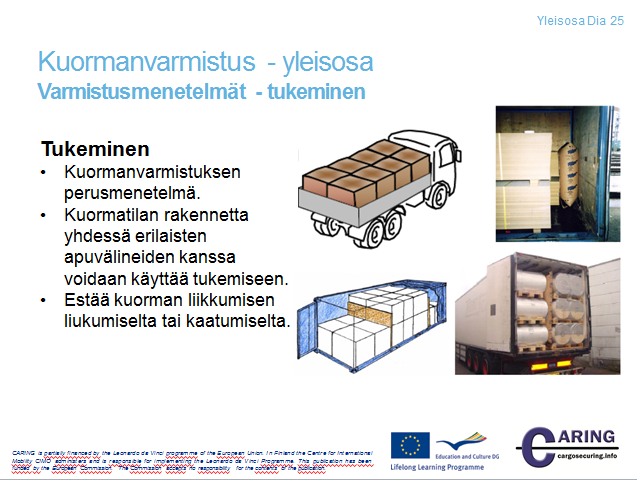 Yleisosa Dia 25
Kuormanvarmistus - yleisosa
Varmistusmenetelmät - tukeminen
Tukeminen
• Kuormanvarmistuksen
perusmenetelmä.
• Kuormatilan rakennetta
yhdessä erilaisten
apuvälineiden kanssa
voidaan käyttää tukemiseen.
• Estää kuorman liikkumisen
liukumiselta tai kaatumiselta.
CARING is partially financed by the Leonardo da Vinci programme of the European Union. In Finland the Centre for International
Mobility CIMO administers and is responsible for implementing the Leonardo da Vinci Programme. This publication has been
funded by the European Commission. The Commission accepts no responsibility for the contents of the publication.
Education and Culture DG
Lifelong Learning Programme
CARING
cargosecuring.info